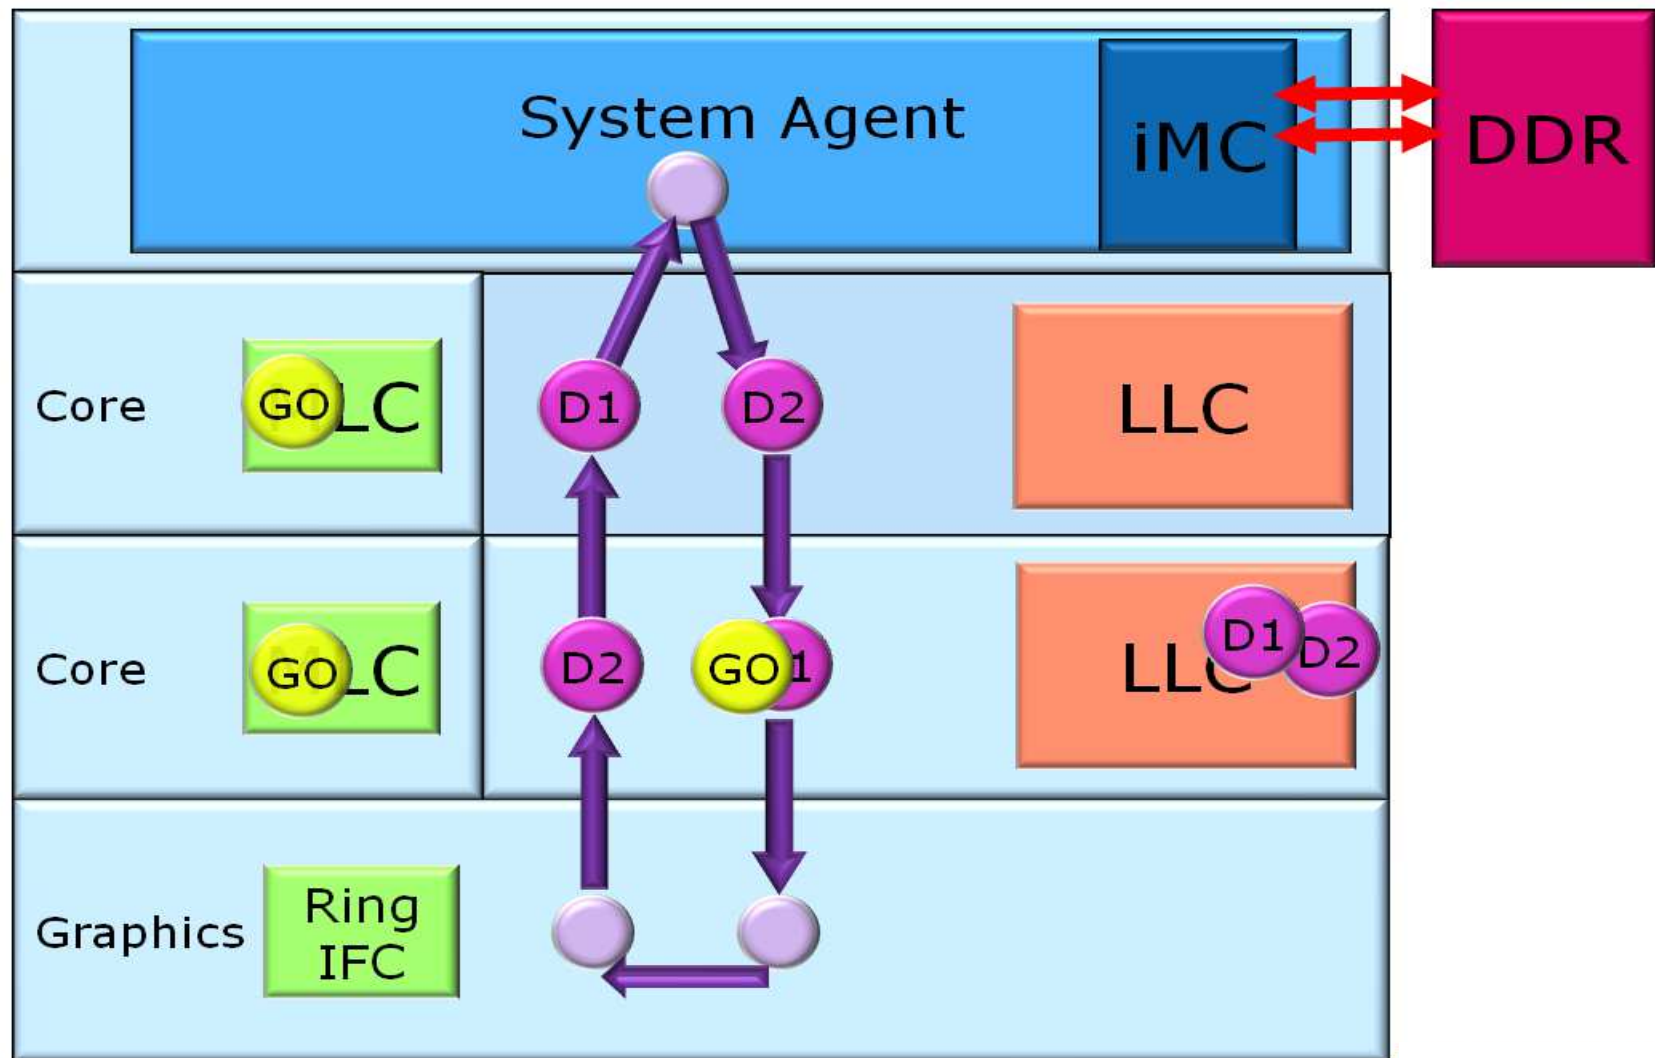 System Agent
iMC
DDR
Core
GO
LC
D1
D2
LLC
Core
GO
LC
D2
GO
1
LLC
D1
D2
Graphics
Ring
IFC